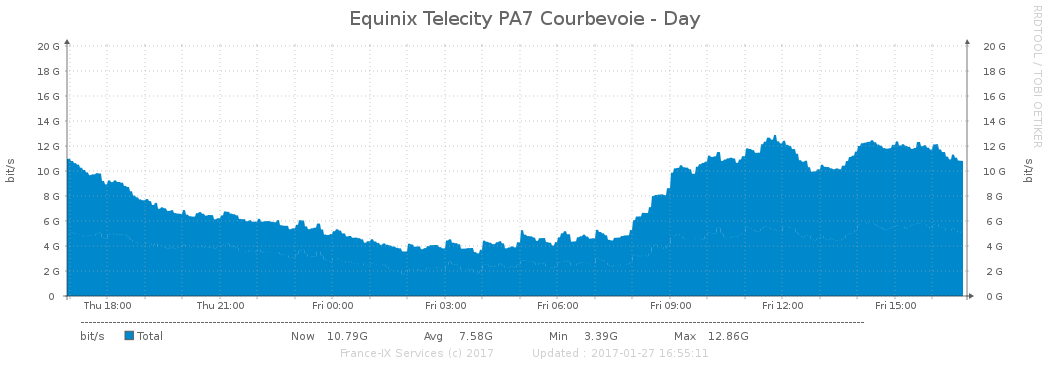 Equinix Telecity PA7 Courbevoie - Day
RRDTOOL / TOBI OETIKER
bit/s
20 G 20 G
18 G 18 G
16 G 16 G
14 G 14 G
12 G 12 G
10 G 10 G
8 G 8 G
6 G 6 G
4 G 4 G
2 G 2 G
0 0 G
bit/s
Thu 18:00 Thu 21:00 Fri 00:00 Fri 03:00 Fri 06:00 Fri 09:00 Fri 12:00 Fri 15:00
bit/s Total Now 10.79G Avg 7.58G Min 3.39G Max 12.86G
France-IX Services (c) 2017 Updated : 2017-01-27 16:55:11